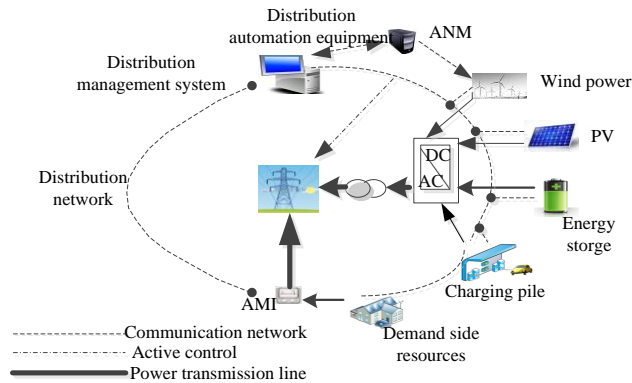 Distribution
automation equipment
ANM
Distribution
management system
Wind power
PV
DC
AC
Distribution
network
Energy
storge
Charging pile
AMI
Demand side
resources
Communication network
Active control
Power transmission line